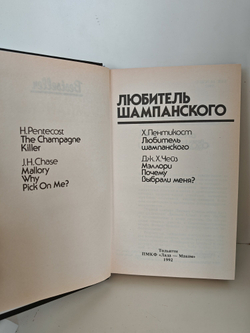 H.Pentecost
The Champagne
Killer
J.H.Chase
Mallory
Why
Pick On Me?
ЛЮБИТЕЛЬ
ШАМПАНСКОГО
Х.Пентикост
Любитель
шампанского
Дж.Х.Чейз
Мэллори
Почему
Выбрали меня?
Тольятти
1993